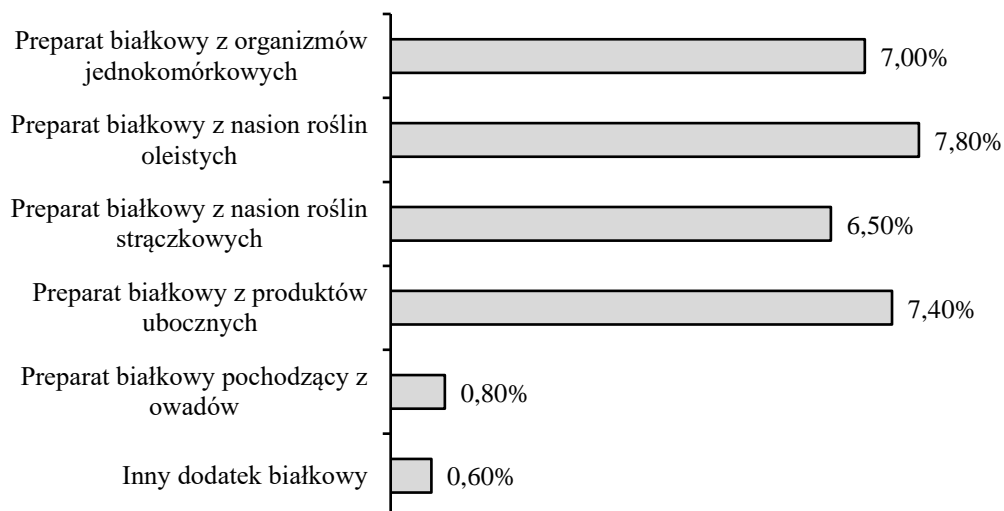 Preparat białkowy z organizmów
jednokomórkowych
7,00%
Preparat białkowy z nasion roślin
oleistych
7,80%
Preparat białkowy z nasion roślin
strączkowych
6,50%
Preparat białkowy z produktów
ubocznych
7,40%
Preparat białkowy pochodzący z
owadów
0,80%
Inny dodatek białkowy
0,60%